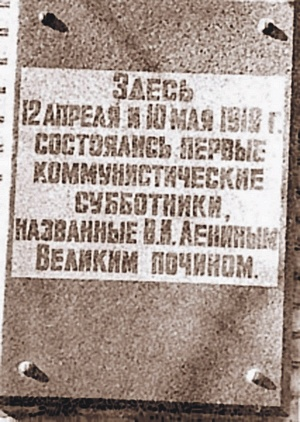 ЗДЕСЬ
12 АПРЕЛЯ И 10 МАЯ 1919 Г.
СОСТОЯЛИСЬ ПЕРВЫЕ
КОММУНИСТИЧЕСКИЕ
СУББОТНИКИ,
НАЗВАННЫЕ В.И. ЛЕНИНЫМ
ВЕЛИКИМ ПОЧИНОМ.